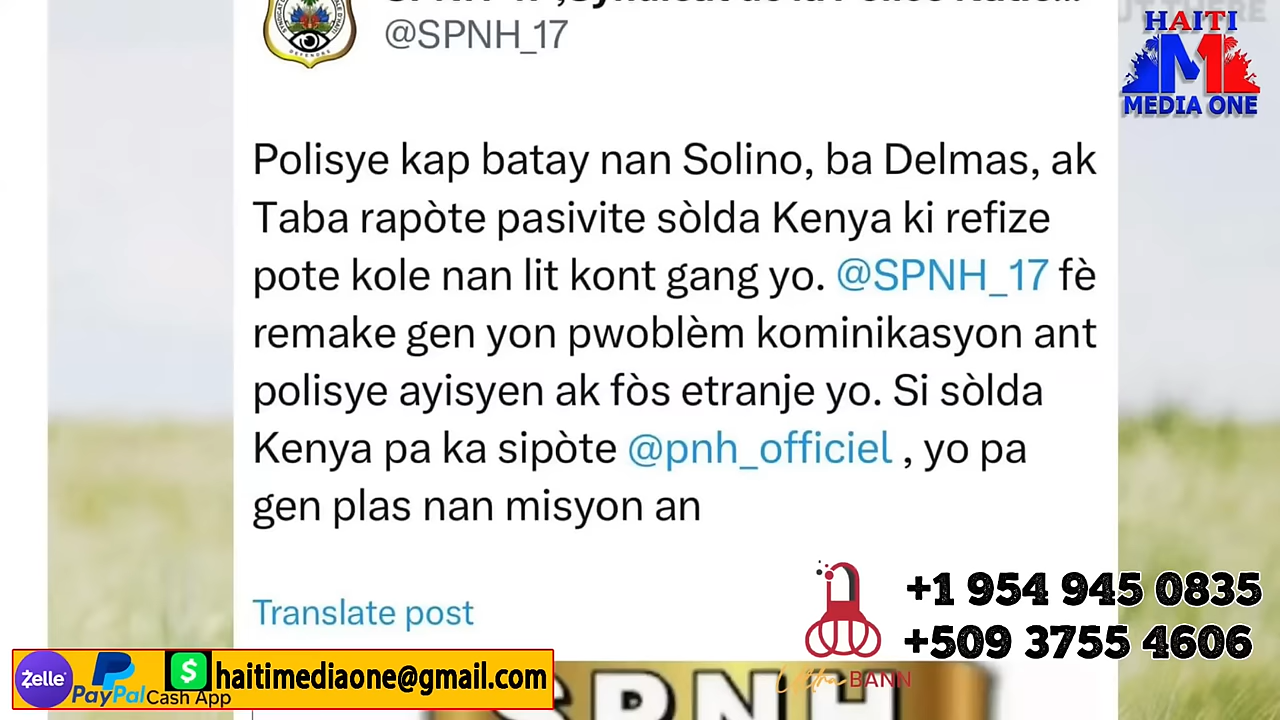 @SPNH_17
HAITI
MEDIA ONE
Polisye kap batay nan Solino, ba Delmas, ak
Taba rapòte pasivite sòlda Kenya ki refize
pote kole nan lit kont gang yo. @SPNH_17 fè
remake gen yon pwoblèm kominikasyon ant
polisye ayisyen ak fòs etranje yo. Si sòlda
Kenya pa ka sipòte @pnh_officiel , yo pa
gen plas nan misyon an
Translate post
+1 954 945 0835
+509 3755 4606
BANN
Zelle
PayPal
Cash App
haitimediaone@gmail.com
SPNH